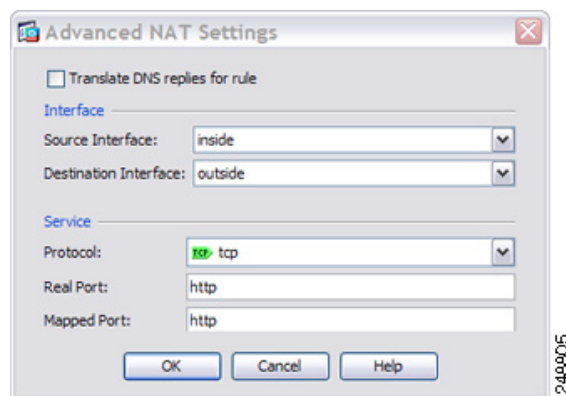 Advanced NAT Settings
Translate DNS replies for rule
Interface
Source Interface: inside
Destination Interface: outside
Service
Protocol: TCP tcp
Real Port: http
Mapped Port: http
OK Cancel Help
248905